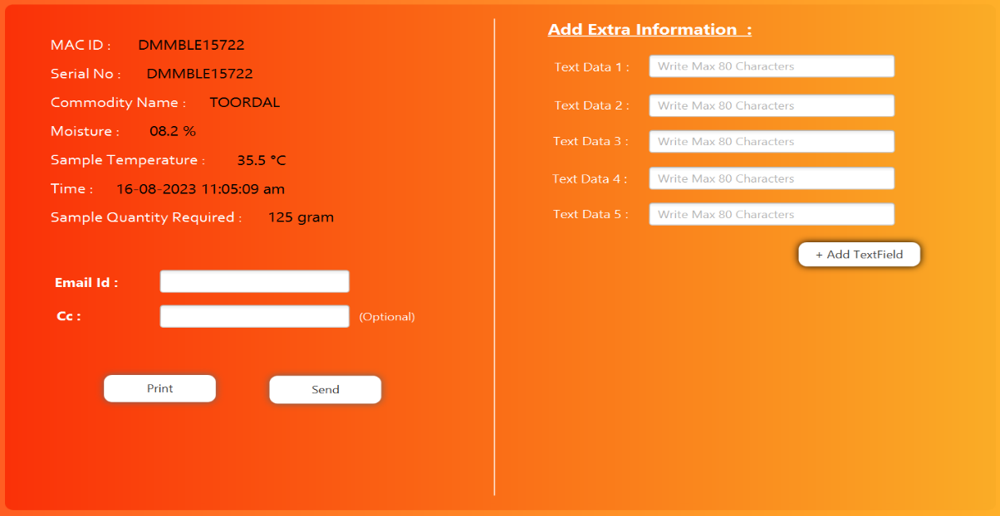 MAC ID : DMMBLE15722
Serial No : DMMBLE15722
Commodity Name : TOORDAL
Moisture : 08.2 %
Sample Temperature : 35.5 °C
Time : 16-08-2023 11:05:09 am
Sample Quantity Required : 125 gram
Email Id :
Cc : (Optional)
Print Send
Add Extra Information :
Text Data 1 : Write Max 80 Characters
Text Data 2 : Write Max 80 Characters
Text Data 3 : Write Max 80 Characters
Text Data 4 : Write Max 80 Characters
Text Data 5 : Write Max 80 Characters
+ Add TextField